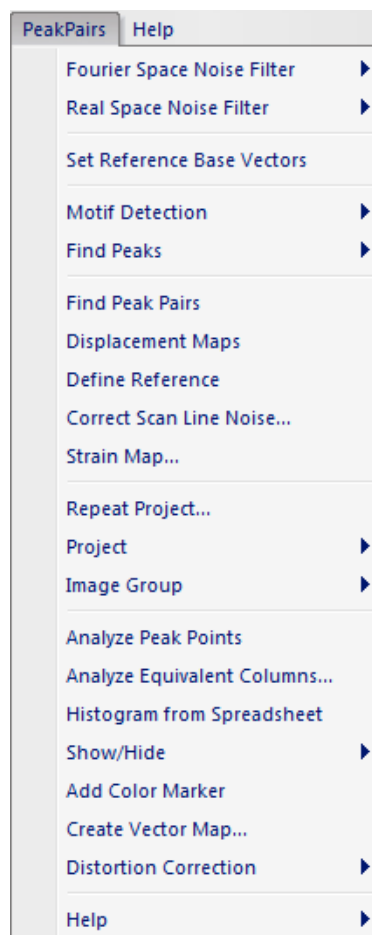 PeakPairs Help
Fourier Space Noise Filter
Real Space Noise Filter
Set Reference Base Vectors
Motif Detection
Find Peaks
Find Peak Pairs
Displacement Maps
Define Reference
Correct Scan Line Noise...
Strain Map...
Repeat Project...
Project
Image Group
Analyze Peak Points
Analyze Equivalent Columns...
Histogram from Spreadsheet
Show/Hide
Add Color Marker
Create Vector Map...
Distortion Correction
Help